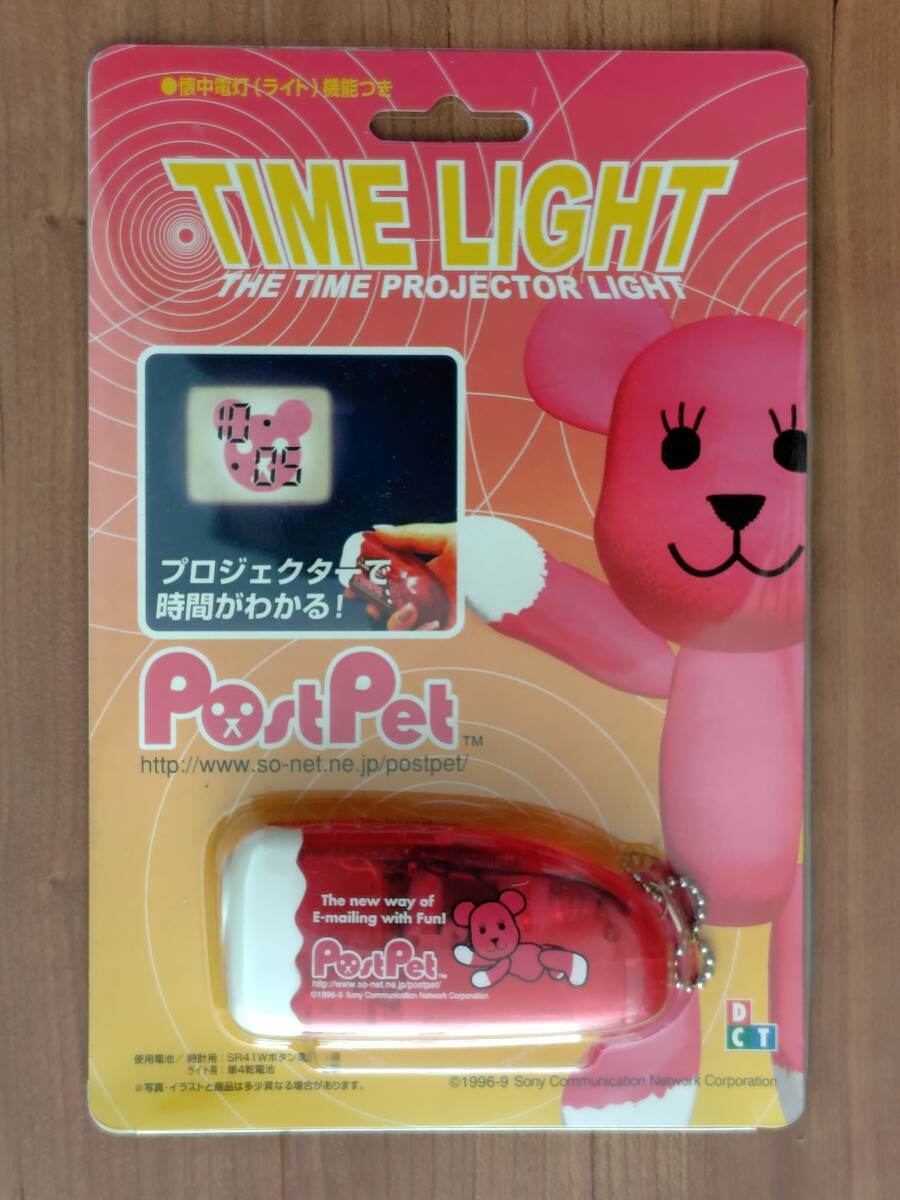 ●懐中電灯(ライト)機能つき
TIME LIGHT
THE TIME PROJECTOR LIGHT
10
05
プロジェクターで
時間がわかる!
PostPet™
http://www.so-net.ne.jp/postpet/
The new way of
E-mailing with Fun!
PostPet™
http://www.so-net.ne.jp/postpet/
©1996-9 Sony Communication Network Corporation
D
C T
使用電池/時計用:SR41Wボタン電
ライト用:単4乾電池
※写真・イラストと商品は多少異なる場合があります。
©1996-9 Sony Communication Network Corporation